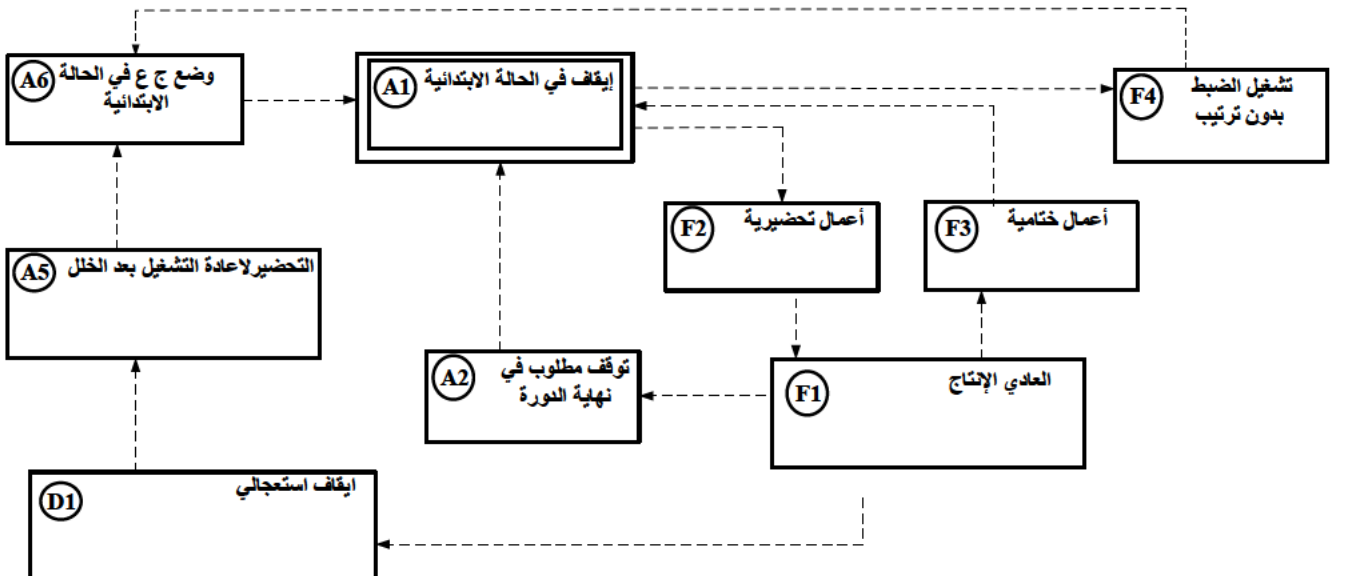 A6
وضع ج ع في الحالة
الابتدائية
A1
إيقاف في الحالة الابتدائية
F4
تشغيل الضبط
بدون ترتيب
F2
أعمال تحضيرية
F3
أعمال ختامية
A5
التحضيرلاعادة التشغيل بعد الخلل
A2
توقف مطلوب في
نهاية الدورة
F1
العادي الإنتاج
D1
ايقاف استعجالي